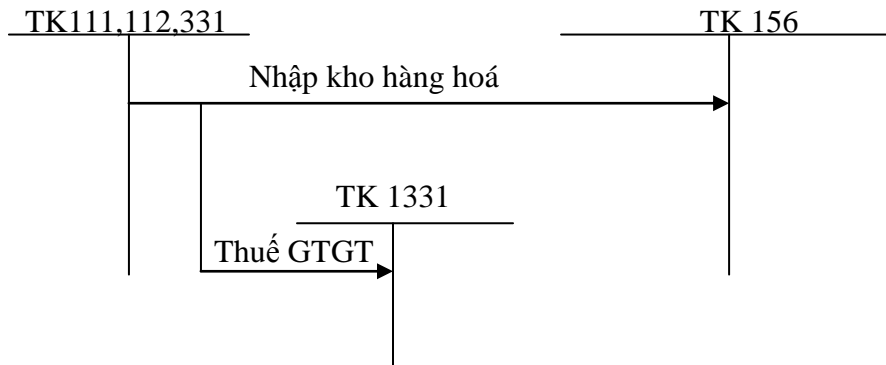 TK111,112,331
TK 156
Nhập kho hàng hoá
TK 1331
Thuế GTGT